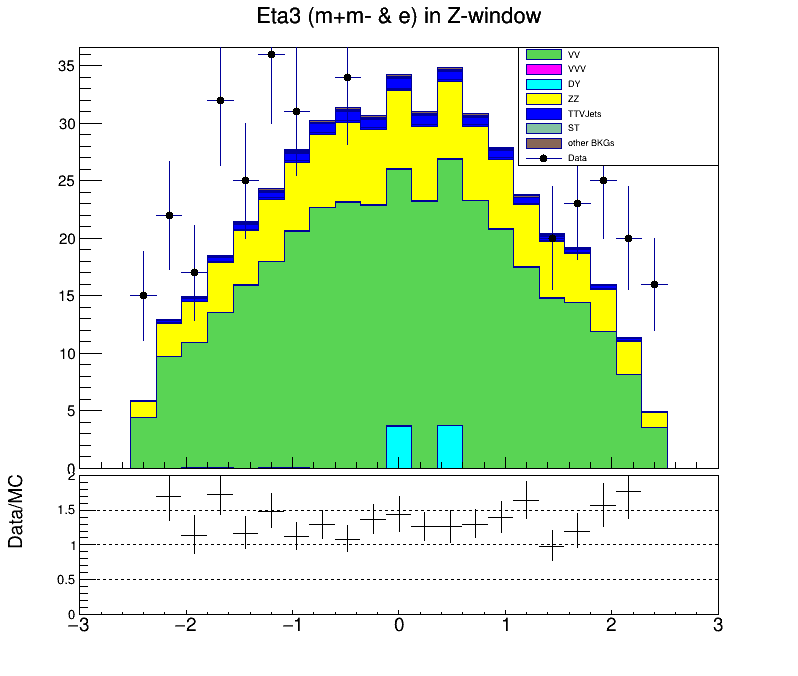 Eta3 (m+m- & e) in Z-window
VV
VVV
DY
ZZ
TTVJets
ST
other BKGs
Data
35
30
25
20
15
10
5
0
Data/MC
2
1.5
1
0.5
0
−3 −2 −1 0 1 2 3